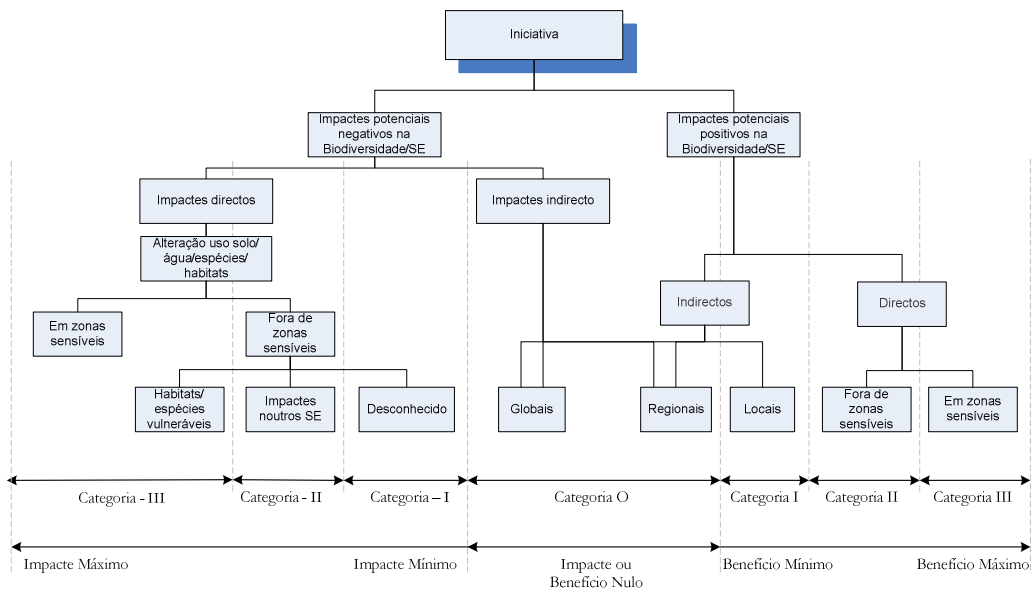 Iniciativa
Impactes potenciais
negativos na
Biodiversidade/SE
Impactes potenciais
positivos na
Biodiversidade/SE
Impactes directos
Impactes indirecto
Alteração uso solo/
água/espécies/
habitats
Indirectos
Directos
Em zonas
sensíveis
Fora de
zonas
sensíveis
Habitats/
espécies
vulneráveis
Impactes
noutros SE
Desconhecido
Globais
Regionais
Locais
Fora de
zonas
sensíveis
Em zonas
sensíveis
Categoria - III
Categoria - II
Categoria – I
Categoria O
Categoria I
Categoria II
Categoria III
Impacte Máximo
Impacte Mínimo
Impacte ou
Benefício Nulo
Benefício Mínimo
Benefício Máximo